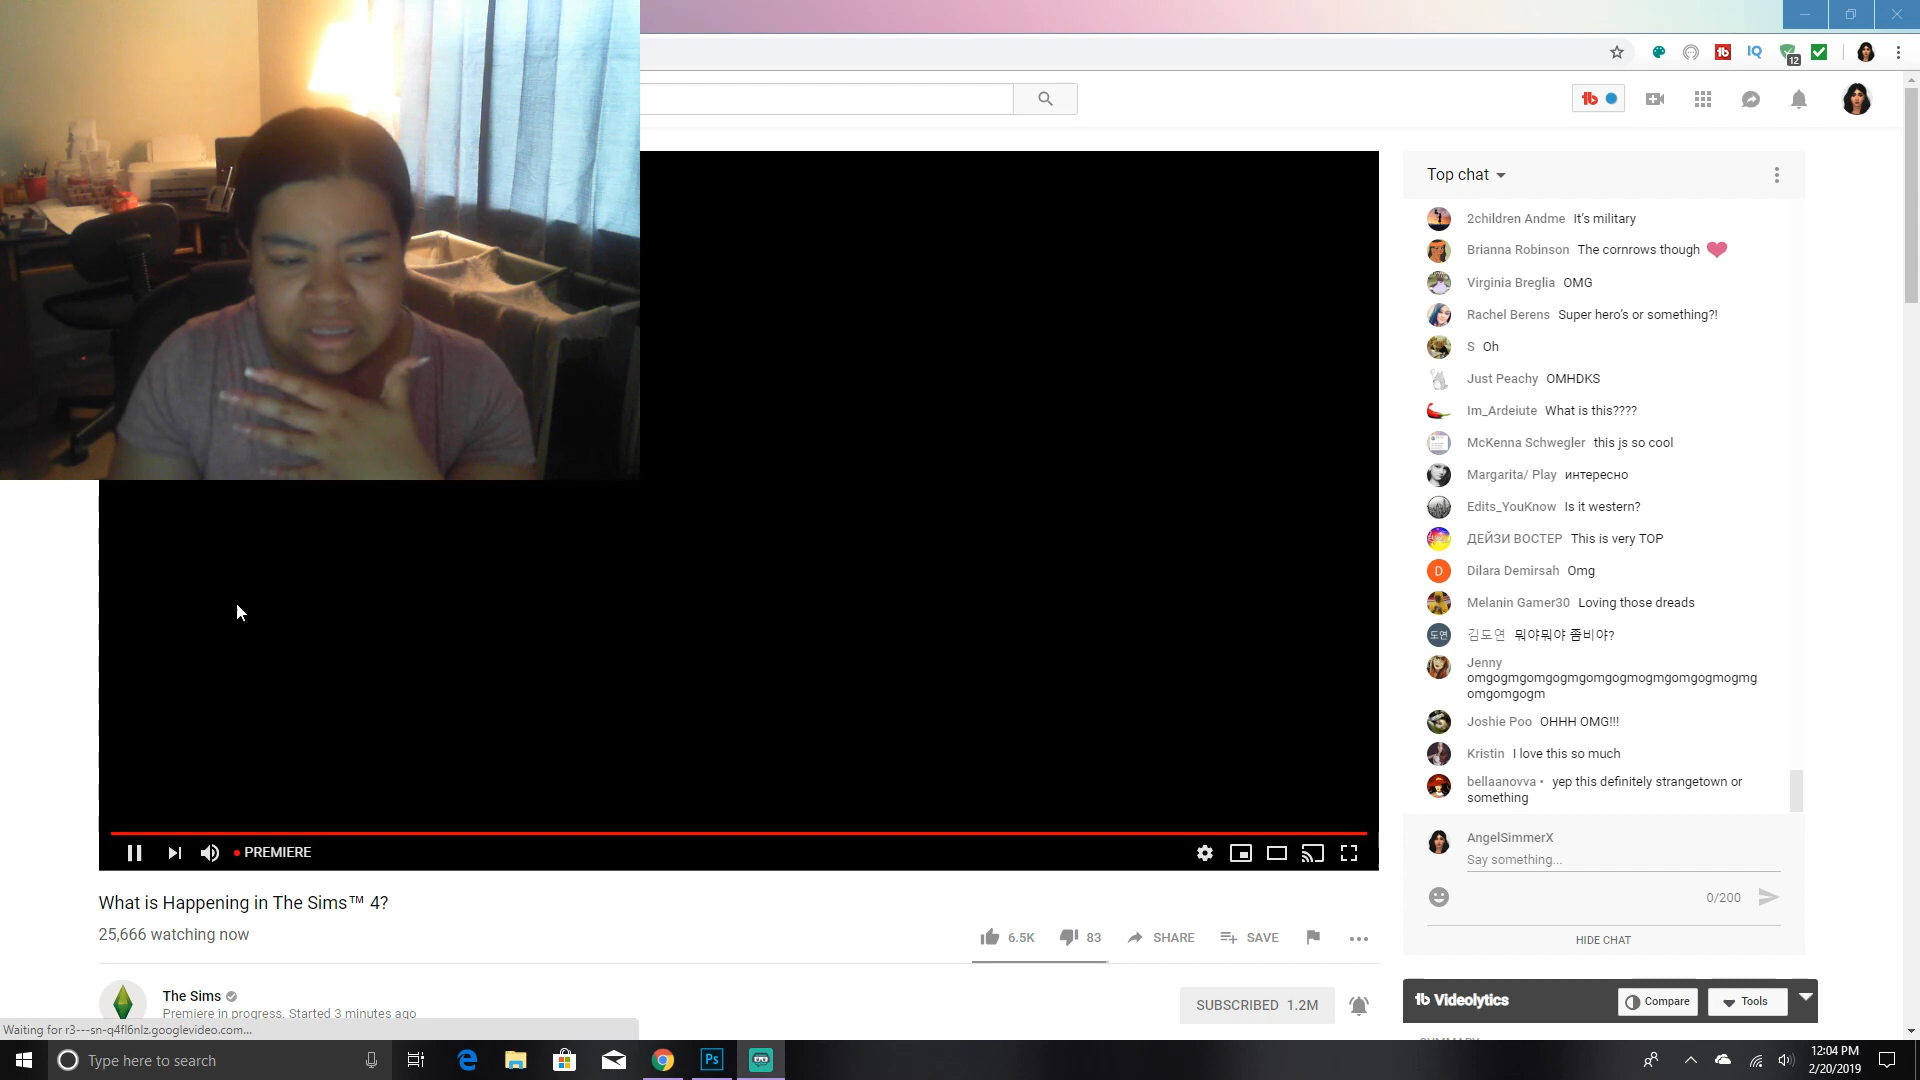 12
Top chat
2children Andme It's military
Brianna Robinson The cornrows though
Virginia Breglia OMG
Rachel Berens Super hero's or something?!
S Oh
Just Peachy OMHDKS
Im_Ardeiute What is this????
McKenna Schwegler this js so cool
Margarita/ Play интересно
Edits_YouKnow Is it western?
ДЕЙЗИ ВОСТЕР This is very TOP
D Dilara Demirsah Omg
Melanin Gamer30 Loving those dreads
도연 김도연 뭐야뭐야 좀비야?
Jenny
omgogmgomgogmgomgogmogmgomgogmogmg
omgomgogm
Joshie Poo OHHH OMG!!!
Kristin I love this so much
bellaanovva • yep this definitely strangetown or
something
AngelSimmerX
Say something...
0/200
HIDE CHAT
PREMIERE
What is Happening in The Sims™ 4?
25,666 watching now
6.5K 83 SHARE SAVE
The Sims
Premiere in progress. Started 3 minutes ago
SUBSCRIBED 1.2M
tb Videolytics Compare Tools
Waiting for r3---sn-q4fl6nlz.googlevideo.com...
Type here to search
Ps
12:04 PM
2/20/2019